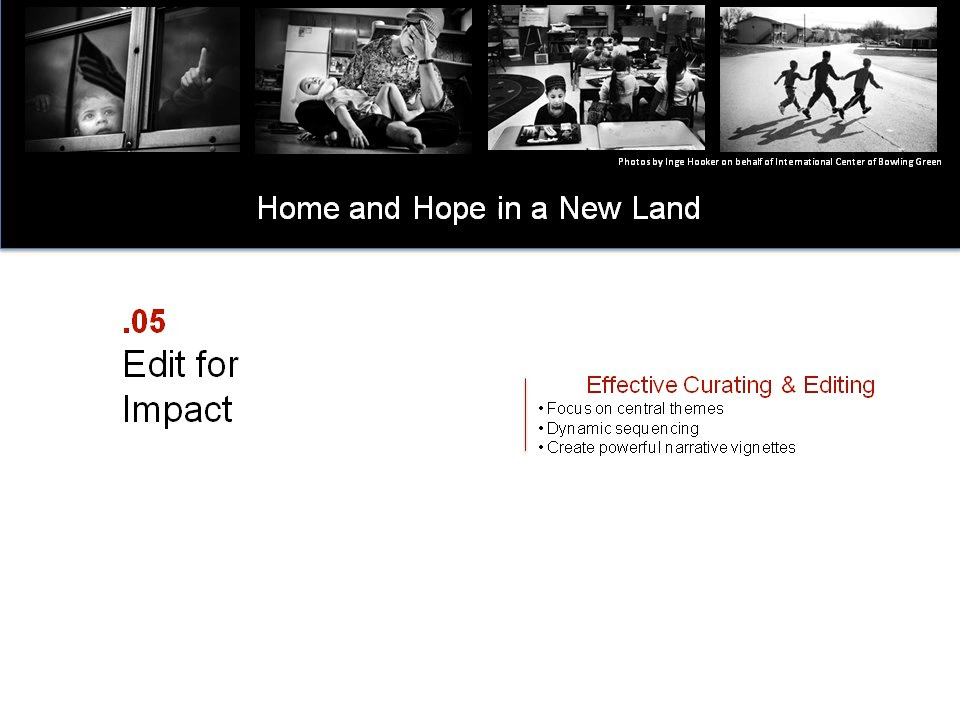 Photos by Inge Hooker on behalf of International Center of Bowling Green
Home and Hope in a New Land
.05
Edit for
Impact
Effective Curating & Editing
• Focus on central themes
• Dynamic sequencing
• Create powerful narrative vignettes